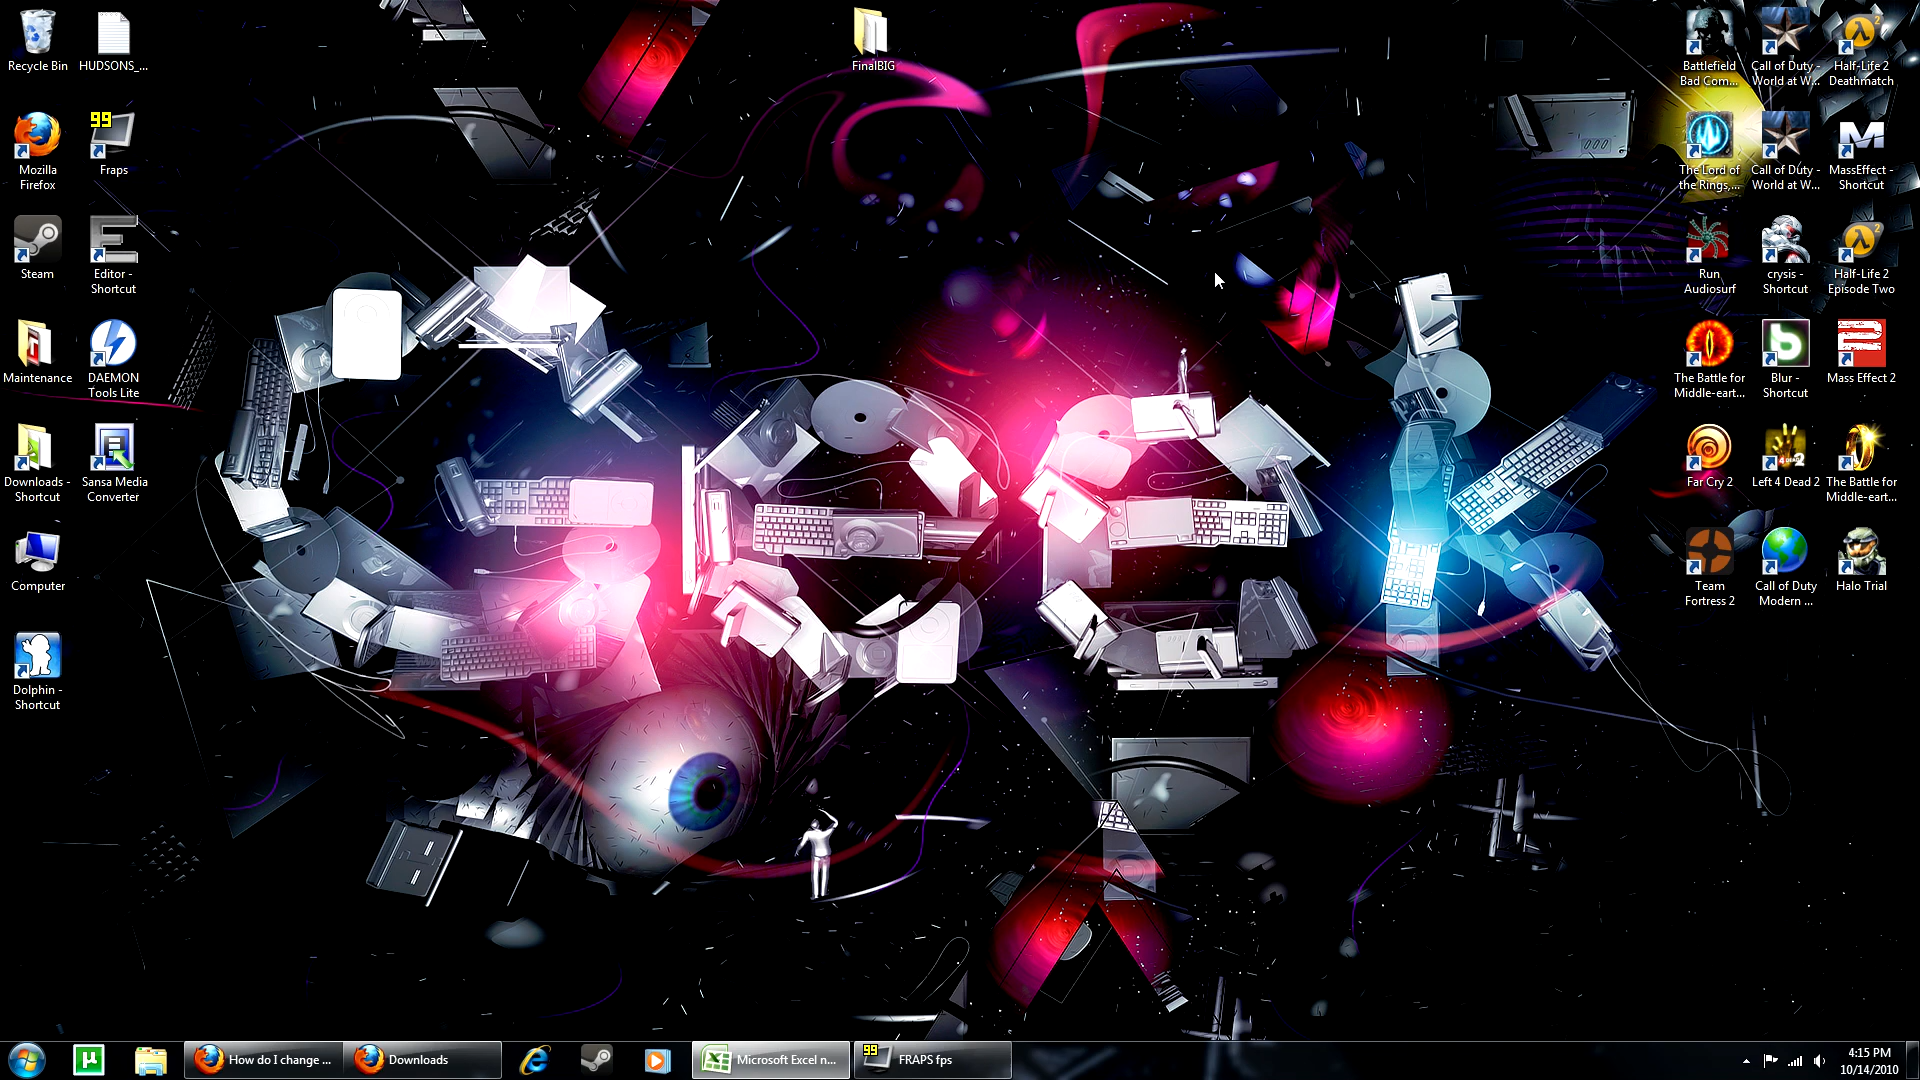 Recycle Bin
HUDSONS_...
Mozilla
Firefox
99
Fraps
Steam
Editor -
Shortcut
Maintenance
DAEMON
Tools Lite
Downloads -
Shortcut
Sansa Media
Converter
Computer
Dolphin -
Shortcut
FinalBIG
Geek
Battlefield
Bad Com...
Call of Duty -
World at W...
2
Half-Life 2
Deathmatch
The Lord of
the Rings,...
Call of Duty -
World at W...
M
MassEffect -
Shortcut
Run
Audiosurf
crysis -
Shortcut
2
Half-Life 2
Episode Two
The Battle for
Middle-eart...
b
Blur -
Shortcut
Mass Effect 2
Far Cry 2
Left 4 Dead 2
The Battle for
Middle-eart...
Team
Fortress 2
Call of Duty
Modern ...
Halo Trial
µ
How do I change ...
Downloads
Microsoft Excel n...
99
FRAPS fps
4:15 PM
10/14/2010